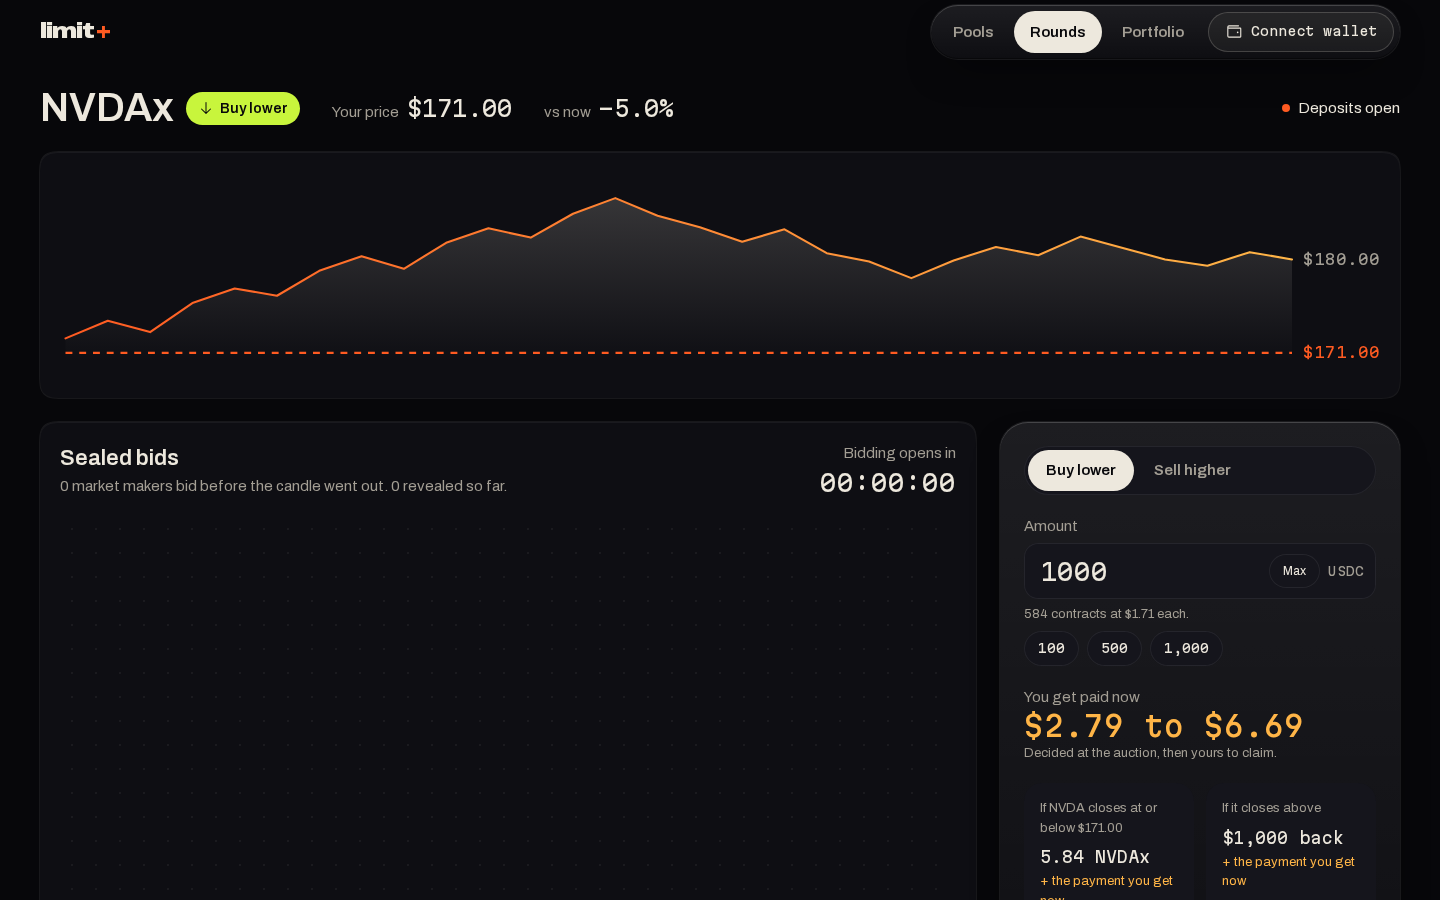 limit+
Pools
Rounds
Portfolio
Connect wallet
NVDAx
Buy lower
Your price $171.00
vs now −5.0%
Deposits open
$180.00
$171.00
Sealed bids
0 market makers bid before the candle went out. 0 revealed so far.
Bidding opens in
00:00:00
Buy lower
Sell higher
Amount
1000
Max
USDC
584 contracts at $1.71 each.
100
500
1,000
You get paid now
$2.79 to $6.69
Decided at the auction, then yours to claim.
If NVDA closes at or
below $171.00
5.84 NVDAx
+ the payment you get
now
If it closes above
$1,000 back
+ the payment you get
now